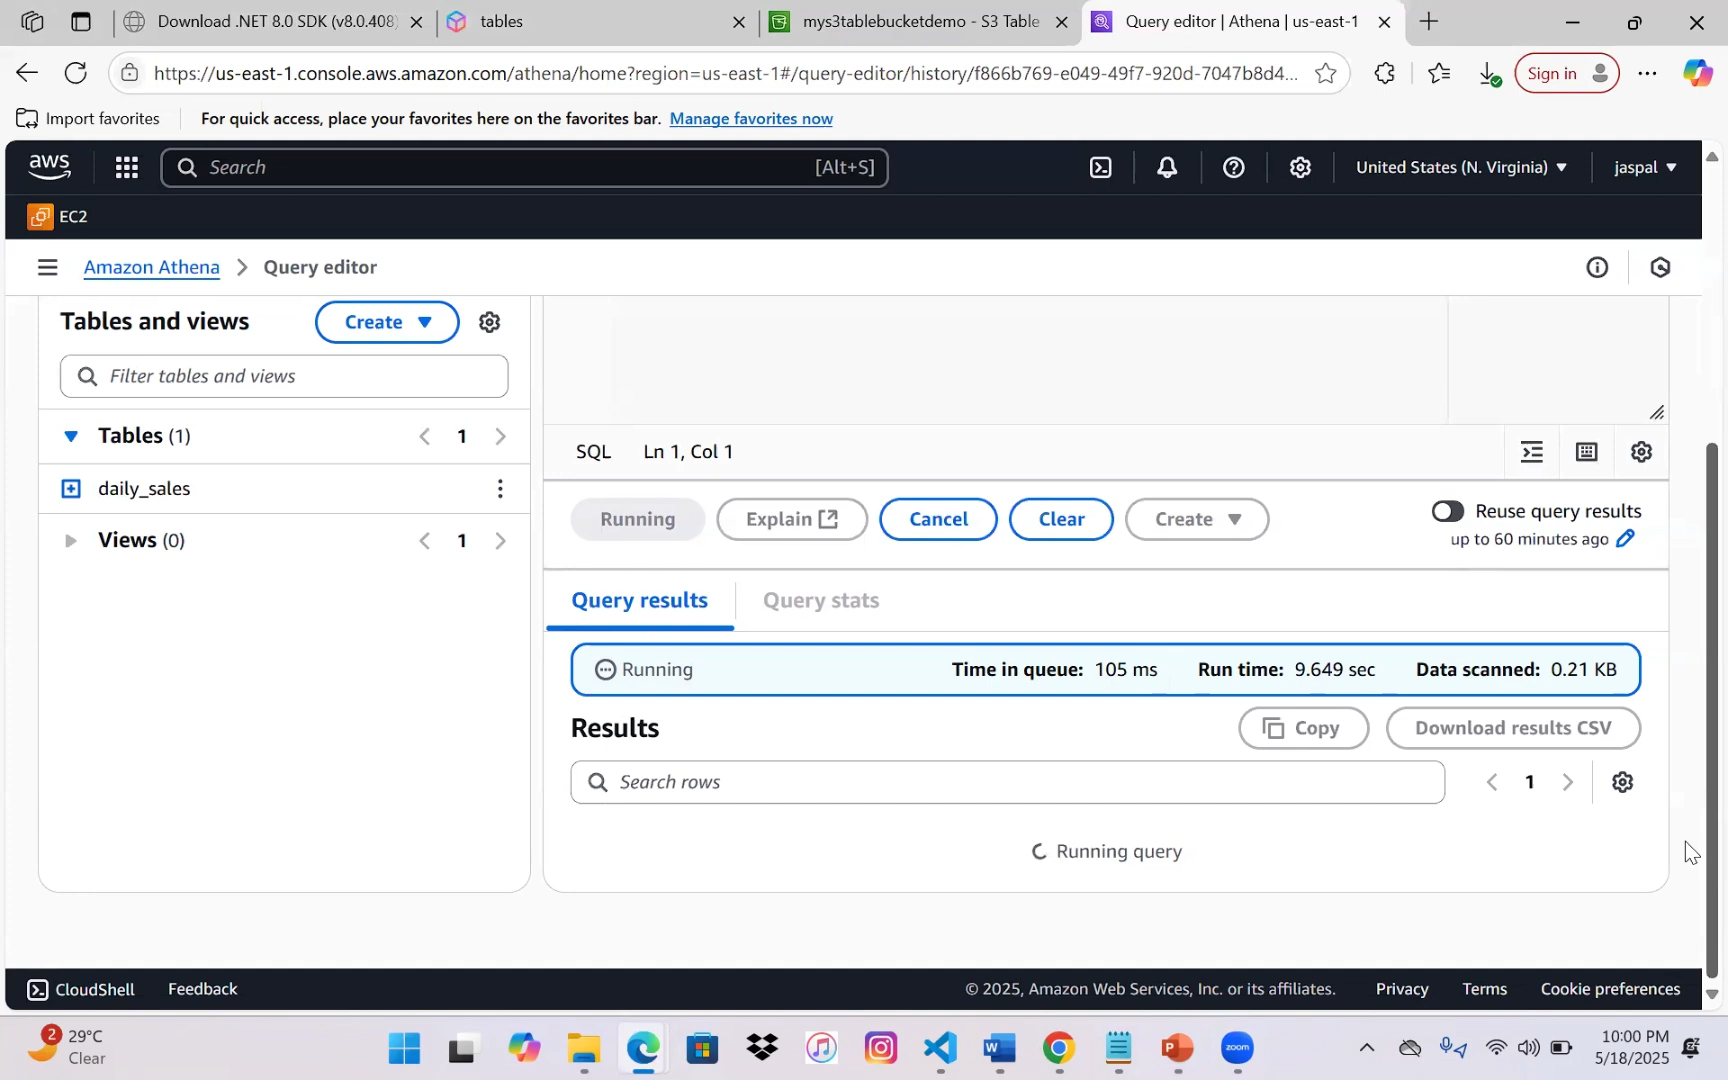 Download .NET 8.0 SDK (v8.0.408)
tables
mys3tablebucketdemo - S3 Table
Query editor | Athena | us-east-1
https://us-east-1.console.aws.amazon.com/athena/home?region=us-east-1#/query-editor/history/f866b769-e049-49f7-920d-7047b8d4...
Sign in
Import favorites
For quick access, place your favorites here on the favorites bar. Manage favorites now
aws
Search
[Alt+S]
United States (N. Virginia)
jaspal
EC2
Amazon Athena
Query editor
Tables and views
Create
Filter tables and views
Tables (1)
1
daily_sales
Views (0)
1
SQL
Ln 1, Col 1
Running
Explain
Cancel
Clear
Create
Reuse query results
up to 60 minutes ago
Query results
Query stats
Running
Time in queue: 105 ms
Run time: 9.649 sec
Data scanned: 0.21 KB
Results
Copy
Download results CSV
Search rows
1
Running query
CloudShell
Feedback
© 2025, Amazon Web Services, Inc. or its affiliates.
Privacy
Terms
Cookie preferences
2
29°C
Clear
W
P
zoom
10:00 PM
5/18/2025